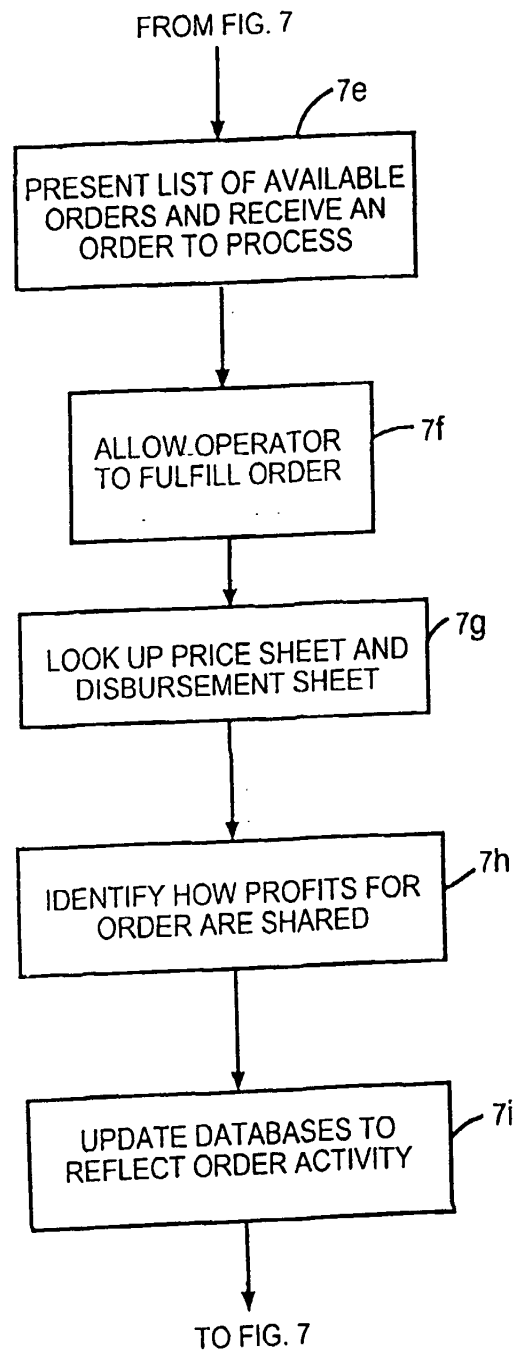 FROM FIG. 7
7e
PRESENT LIST OF AVAILABLE
ORDERS AND RECEIVE AN
ORDER TO PROCESS
7f
ALLOW OPERATOR
TO FULFILL ORDER
7g
LOOK UP PRICE SHEET AND
DISBURSEMENT SHEET
7h
IDENTIFY HOW PROFITS FOR
ORDER ARE SHARED
7i
UPDATE DATABASES TO
REFLECT ORDER ACTIVITY
TO FIG. 7